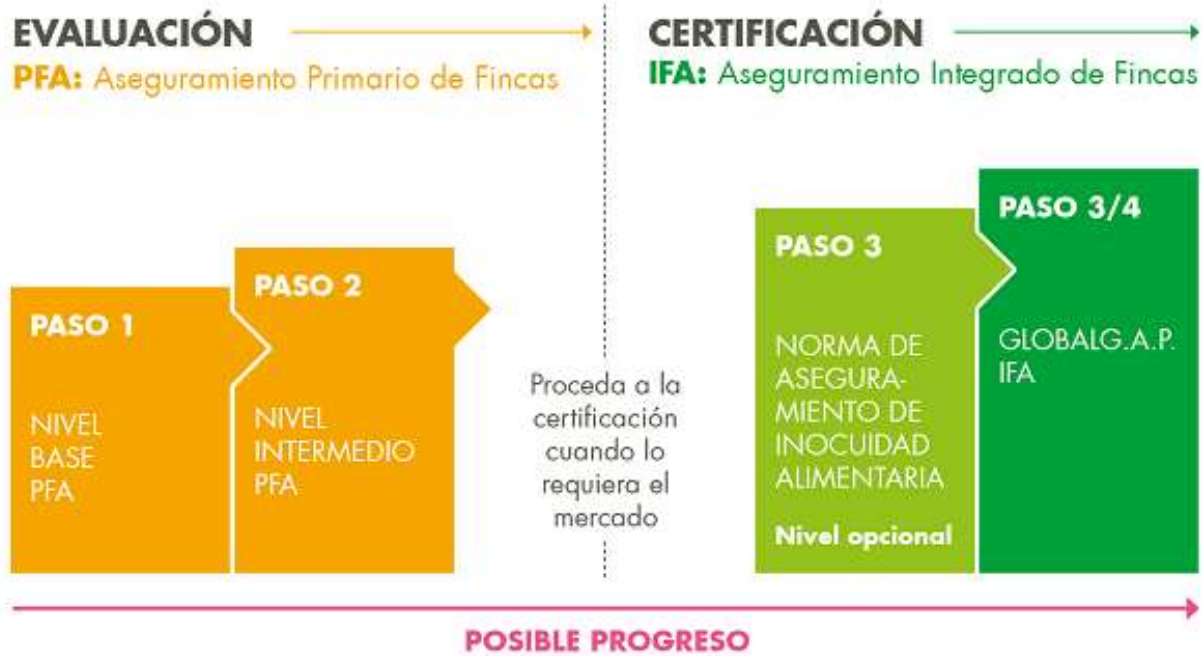 EVALUACIÓN
PFA: Aseguramiento Primario de Fincas
CERTIFICACIÓN
IFA: Aseguramiento Integrado de Fincas
PASO 1
NIVEL
BASE
PFA
PASO 2
NIVEL
INTERMEDIO
PFA
Proceda a la
certificación
cuando lo
requiera el
mercado
PASO 3
NORMA DE
ASEGURA-
MIENTO DE
INOCUIDAD
ALIMENTARIA
Nivel opcional
PASO 3/4
GLOBALG.A.P.
IFA
POSIBLE PROGRESO